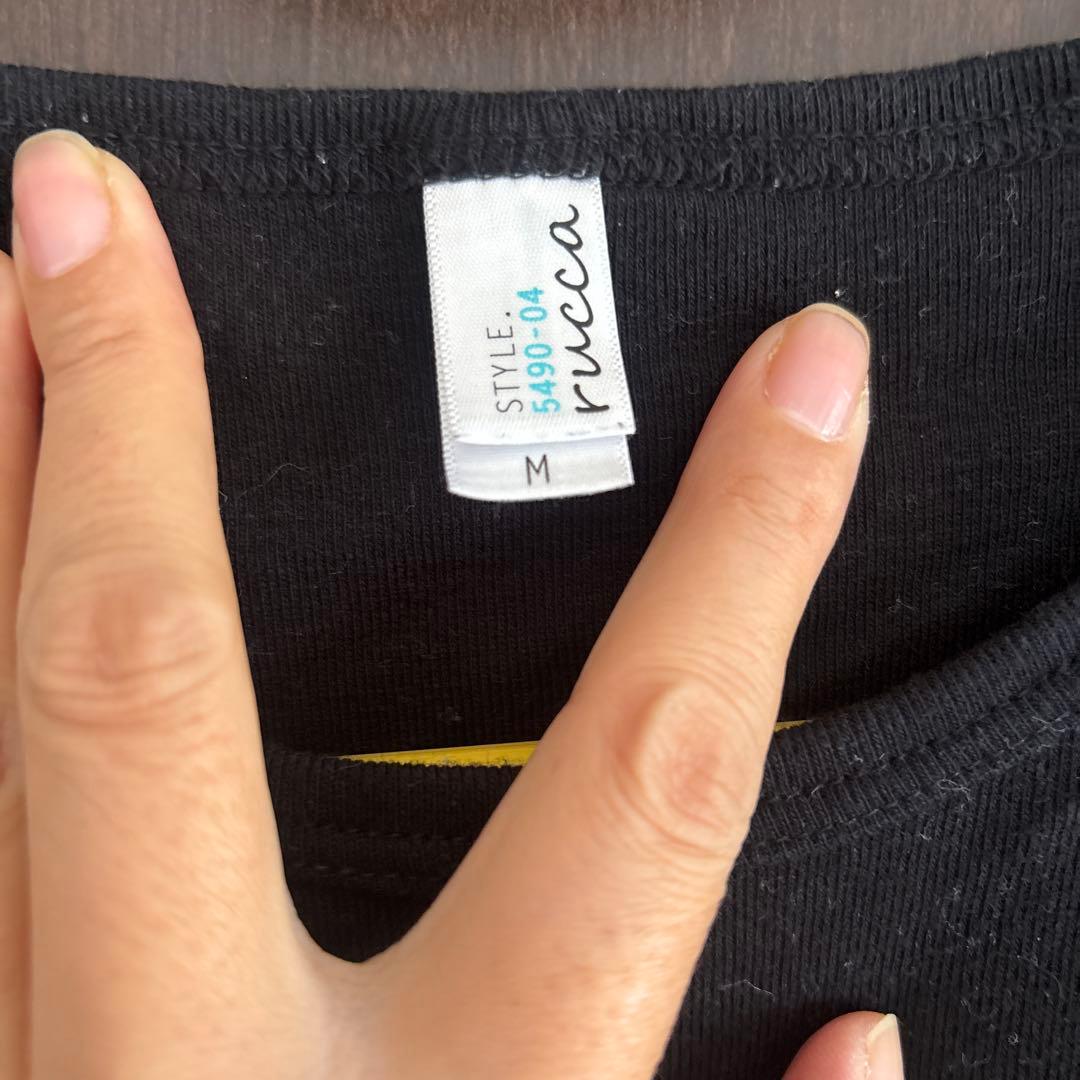 STYLE.
5490-04
rucca
M